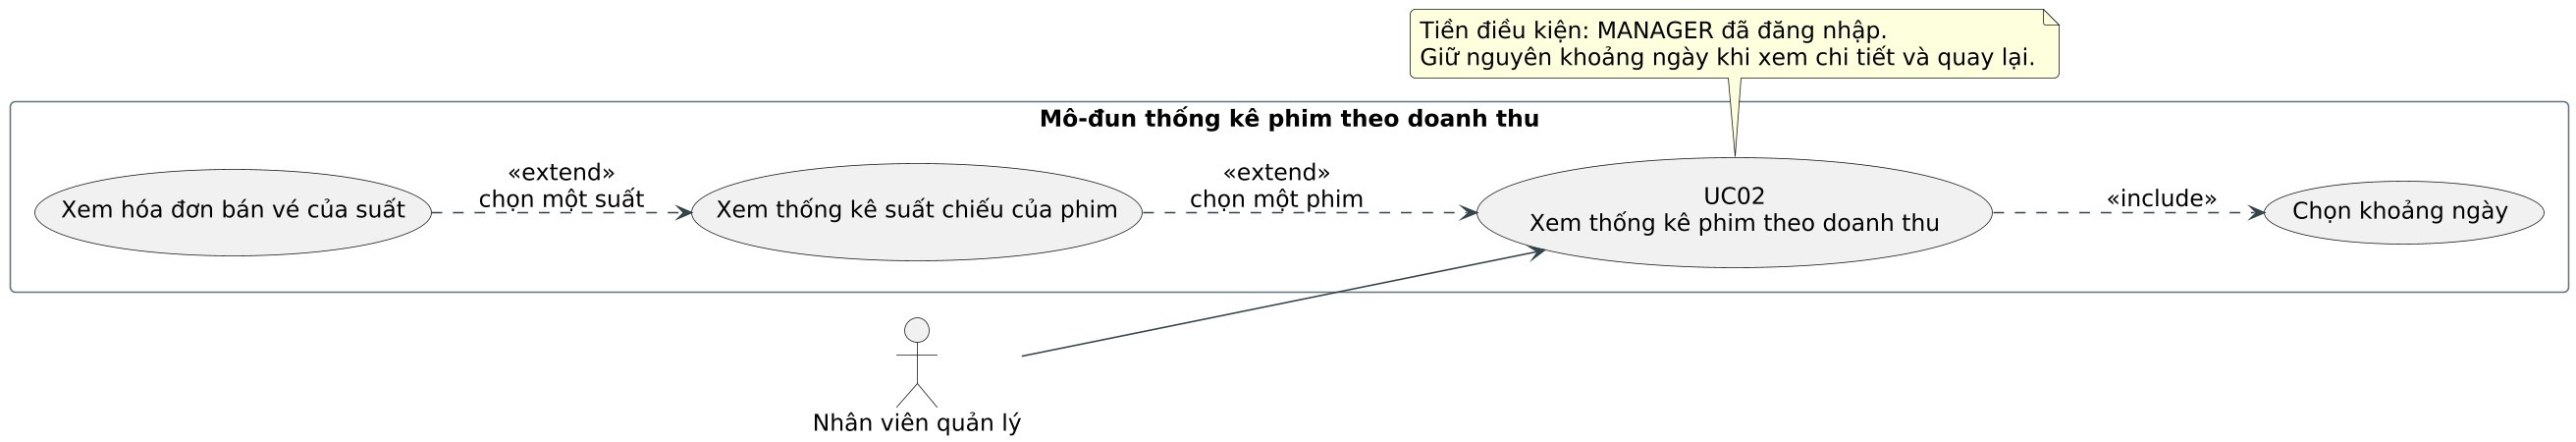 Tiền điều kiện: MANAGER đã đăng nhập.
Giữ nguyên khoảng ngày khi xem chi tiết và quay lại.
Mô-đun thống kê phim theo doanh thu
Xem hóa đơn bán vé của suất
«extend»
chọn một suất
Xem thống kê suất chiếu của phim
«extend»
chọn một phim
UC02
Xem thống kê phim theo doanh thu
«include»
Chọn khoảng ngày
Nhân viên quản lý